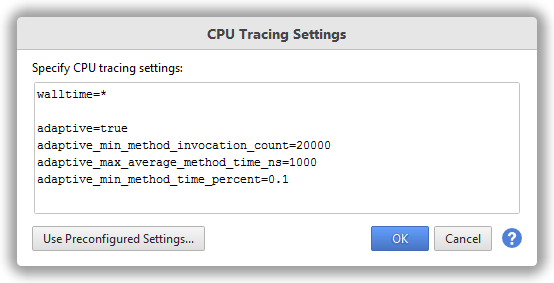 CPU Tracing Settings
Specify CPU tracing settings:
walltime=*
adaptive=true
adaptive_min_method_invocation_count=20000
adaptive_max_average_method_time_ns=1000
adaptive_min_method_time_percent=0.1
Use Preconfigured Settings... OK Cancel ?